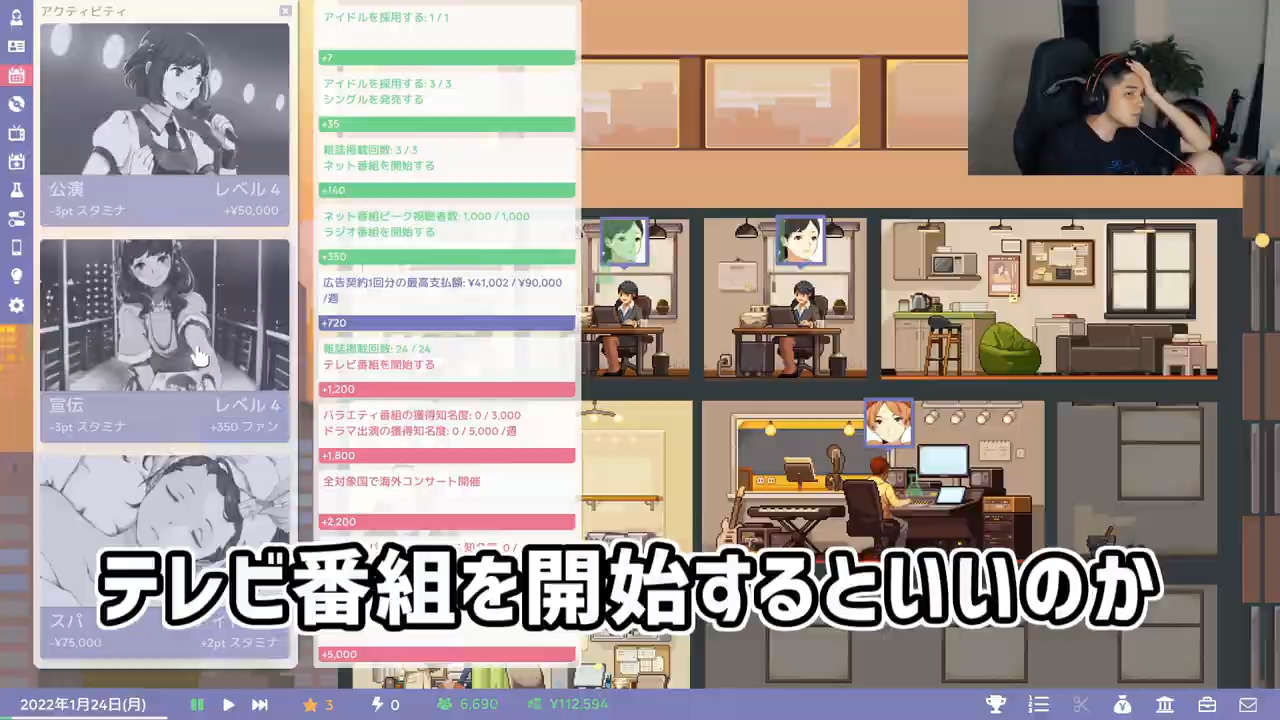 アクティビティ
公演
レベル 4
-3pt スタミナ
+¥50,000
宣伝
レベル 4
-3pt スタミナ
+350 ファン
スパ
-¥75,000
+2pt スタミナ
アイドルを採用する: 1 / 1
+7
アイドルを採用する: 3 / 3
シングルを発売する
+35
雑誌掲載回数: 3 / 3
ネット番組を開始する
+140
ネット番組ピーク視聴者数: 1,000 / 1,000
ラジオ番組を開始する
+350
広告契約1回分の最高支払額: ¥41,002 / ¥90,000
/週
+720
雑誌掲載回数: 24 / 24
テレビ番組を開始する
+1,200
バラエティ番組の獲得知名度: 0 / 3,000
ドラマ出演の獲得知名度: 0 / 5,000 /週
+1,800
全対象国で海外コンサート開催
+2,200
テレビ番組を開始するといいのか
+5,000
2022年1月24日(月)
3
0
6,690
¥112,594